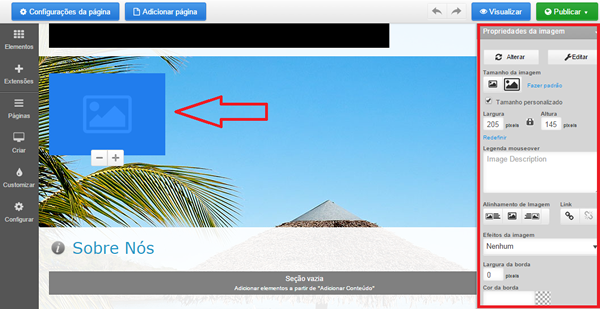 Configurações da página
Adicionar página
Visualizar
Publicar
Elementos
Extensões
Páginas
Criar
Customizar
Configurar
Sobre Nós
Seção vazia
Adicionar elementos a partir de "Adicionar Conteúdo"
Propriedades da imagem
Alterar
Editar
Tamanho da imagem
Fazer padrão
Tamanho personalizado
Largura Altura
205 pixels 145 pixels
Redefinir
Legenda mouseover
Image Description
Alinhamento de Imagem Link
Efeitos da imagem
Nenhum
Largura da borda
0 pixels
Cor da borda